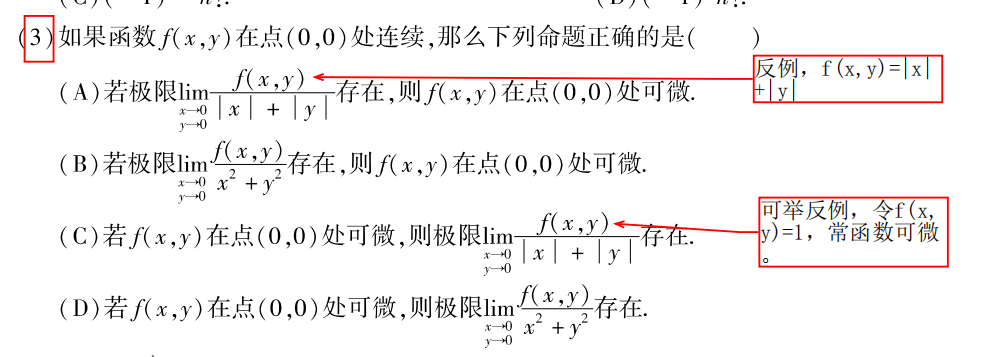 (3)如果函数 f(x,y)在点(0,0)处连续,那么下列命题正确的是(  )
反例，f(x,y)=|x|
+|y|
(A)若极限lim_{x→0 y→0} f(x,y)/(|x|+|y|) 存在,则 f(x,y)在点(0,0)处可微.
(B)若极限lim_{x→0 y→0} f(x,y)/(x²+y²) 存在,则 f(x,y)在点(0,0)处可微.
可举反例，令f(x,
y)=1，常函数可微
。
(C)若 f(x,y)在点(0,0)处可微,则极限lim_{x→0 y→0} f(x,y)/(|x|+|y|) 存在.
(D)若 f(x,y)在点(0,0)处可微,则极限lim_{x→0 y→0} f(x,y)/(x²+y²) 存在.